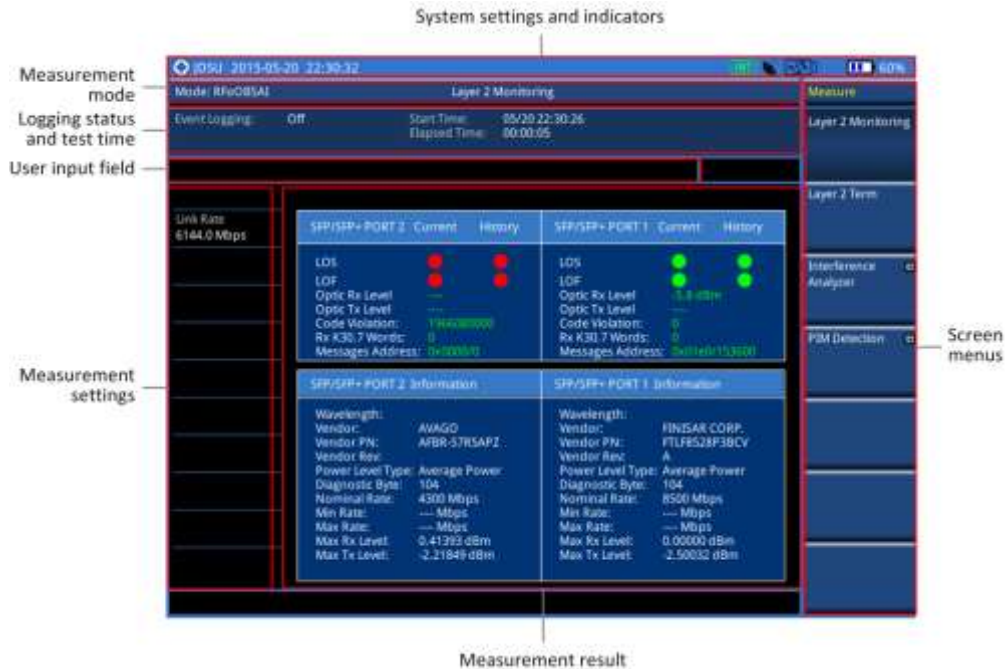 System settings and indicators
JDSU 2015-05-20 22:30:32
60%
Measurement mode
Mode: RFoOBSAI
Layer 2 Monitoring
Measure
Logging status and test time
Event Logging: Off
Start Time: 05/20 22:30:26
Elapsed Time: 00:00:05
Layer 2 Monitoring
User input field
Layer 2 Term
Interference Analyzer
PIM Detection
Screen menus
Measurement settings
Link Rate
6144.0 Mbps
SFP/SFP+ PORT 2 Current History
LOS
LOF
Optic Rx Level ---
Optic Tx Level ---
Code Violation:
Rx K30.7 Words: 0
Messages Address: 0x0000/0
SFP/SFP+ PORT 1 Current History
LOS
LOF
Optic Rx Level -5.8 dBm
Optic Tx Level
Code Violation: 0
Rx K30.7 Words: 0
Messages Address:
SFP/SFP+ PORT 2 Information
Wavelength:
Vendor: AVAGO
Vendor PN: AFBR-57R5APZ
Vendor Rev:
Power Level Type: Average Power
Diagnostic Byte: 104
Nominal Rate: 4300 Mbps
Min Rate: --- Mbps
Max Rate: --- Mbps
Max Rx Level: 0.41393 dBm
Max Tx Level: -2.21849 dBm
SFP/SFP+ PORT 1 Information
Wavelength:
Vendor: FINISAR CORP.
Vendor PN: FTLF8528P3BCV
Vendor Rev: A
Power Level Type: Average Power
Diagnostic Byte: 104
Nominal Rate: 8500 Mbps
Min Rate: --- Mbps
Max Rate: --- Mbps
Max Rx Level: 0.00000 dBm
Max Tx Level: -2.50032 dBm
Measurement result